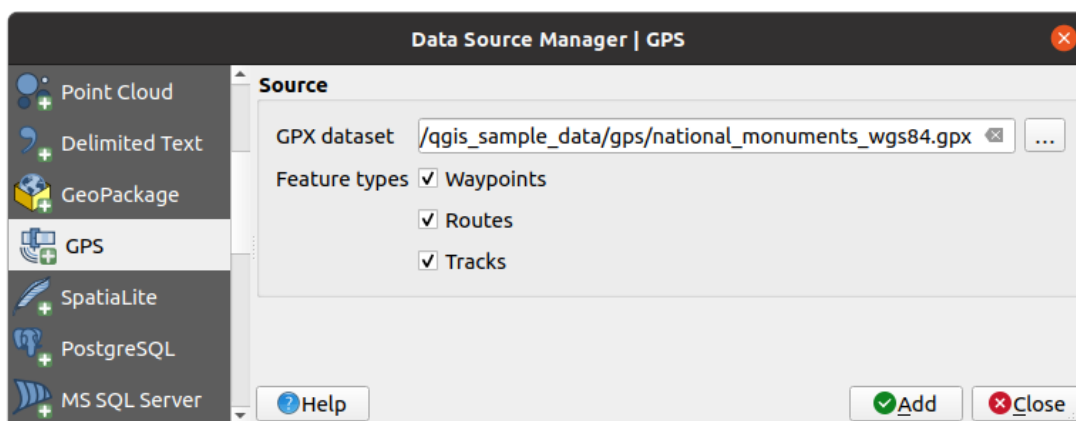 Data Source Manager | GPS
Point Cloud
Delimited Text
GeoPackage
GPS
SpatiaLite
PostgreSQL
MS SQL Server
Source
GPX dataset /qgis_sample_data/gps/national_monuments_wgs84.gpx ...
Feature types Waypoints
Routes
Tracks
Help Add Close